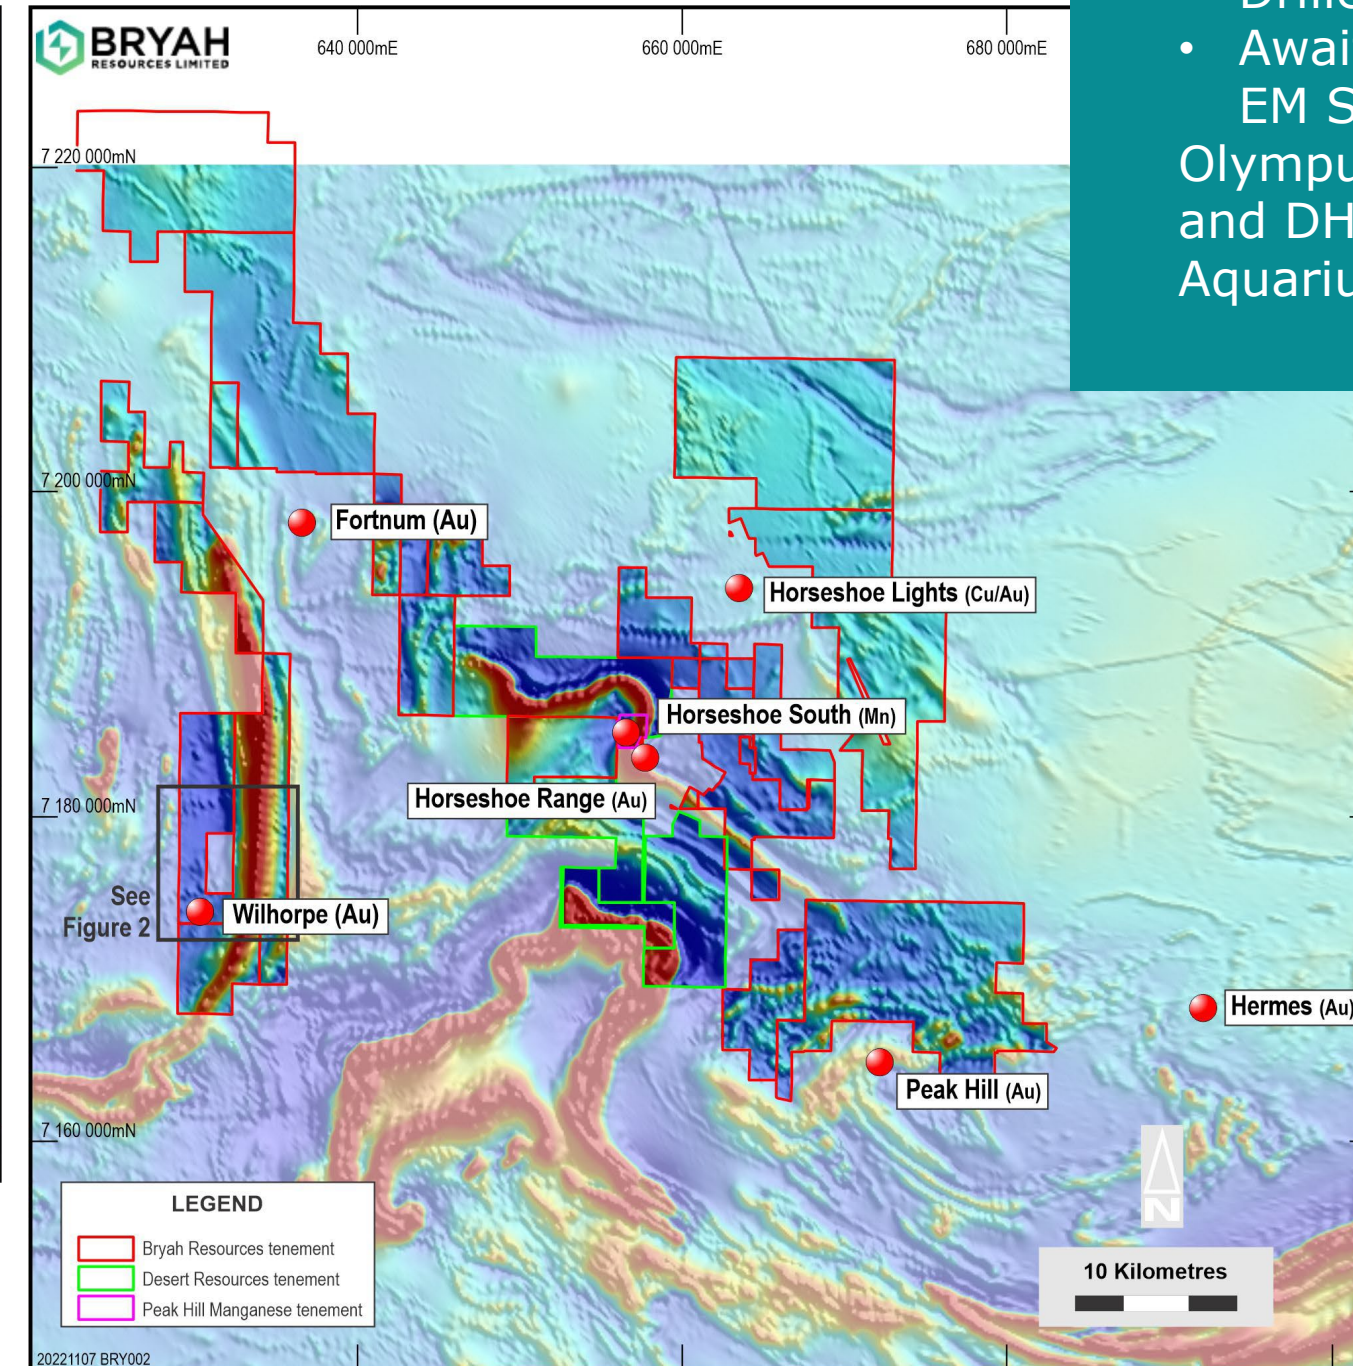 BRYAH
RESOURCES LIMITED
640 000mE
660 000mE
680 000mE
EM
Olympu
and DH
Aquariu
7 220 000mN
7 200 000mN
Fortnum (Au)
Horseshoe Lights (Cu/Au)
Horseshoe South (Mn)
Horseshoe Range (Au)
7 180 000mN
See
Figure 2
Wilhorpe (Au)
Hermes (Au)
Peak Hill (Au)
7 160 000mN
LEGEND
Bryah Resources tenement
Desert Resources tenement
Peak Hill Manganese tenement
N
10 Kilometres
20221107 BRY002